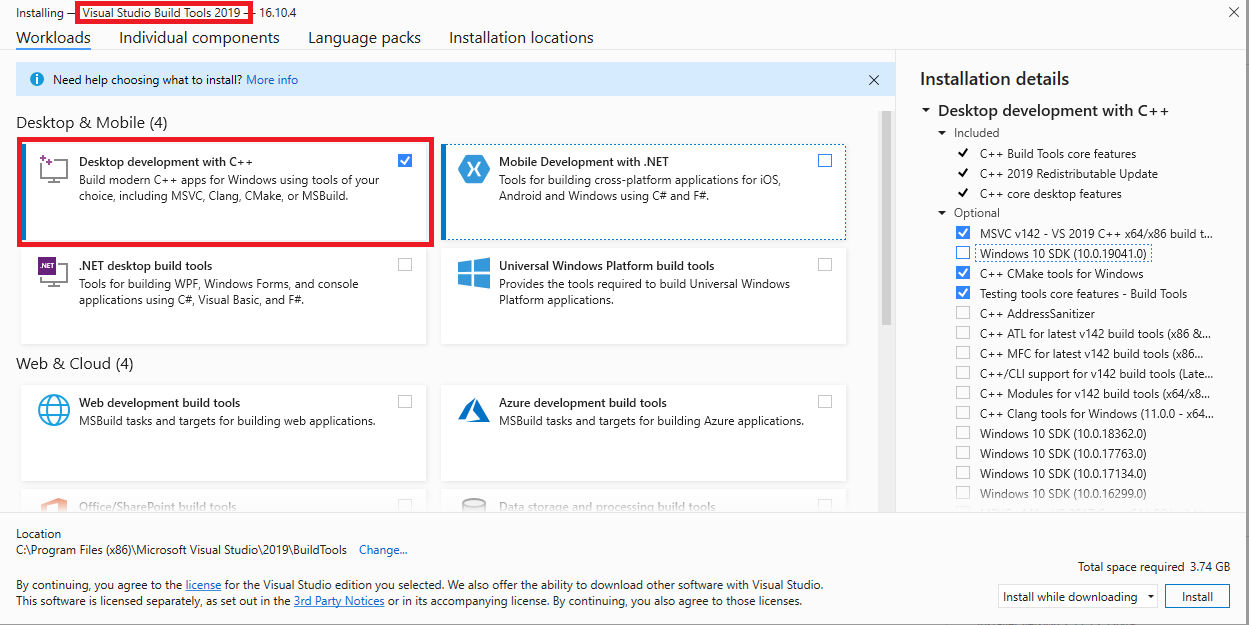 Installing — Visual Studio Build Tools 2019 — 16.10.4
Workloads Individual components Language packs Installation locations
Need help choosing what to install? More info
Desktop & Mobile (4)
Desktop development with C++
Build modern C++ apps for Windows using tools of your
choice, including MSVC, Clang, CMake, or MSBuild.
Mobile Development with .NET
Tools for building cross-platform applications for iOS,
Android and Windows using C# and F#.
.NET
.NET desktop build tools
Tools for building WPF, Windows Forms, and console
applications using C#, Visual Basic, and F#.
Universal Windows Platform build tools
Provides the tools required to build Universal Windows
Platform applications.
Web & Cloud (4)
Web development build tools
MSBuild tasks and targets for building web applications.
Azure development build tools
MSBuild tasks and targets for building Azure applications.
Office/SharePoint build tools
Data storage and processing build tools
Installation details
Desktop development with C++
Included
C++ Build Tools core features
C++ 2019 Redistributable Update
C++ core desktop features
Optional
MSVC v142 - VS 2019 C++ x64/x86 build t...
Windows 10 SDK (10.0.19041.0)
C++ CMake tools for Windows
Testing tools core features - Build Tools
C++ AddressSanitizer
C++ ATL for latest v142 build tools (x86 &...
C++ MFC for latest v142 build tools (x86...
C++/CLI support for v142 build tools (Late...
C++ Modules for v142 build tools (x64/x8...
C++ Clang tools for Windows (11.0.0 - x64...
Windows 10 SDK (10.0.18362.0)
Windows 10 SDK (10.0.17763.0)
Windows 10 SDK (10.0.17134.0)
Windows 10 SDK (10.0.16299.0)
Location
C:\Program Files (x86)\Microsoft Visual Studio\2019\BuildTools Change...
By continuing, you agree to the license for the Visual Studio edition you selected. We also offer the ability to download other software with Visual Studio.
This software is licensed separately, as set out in the 3rd Party Notices or in its accompanying license. By continuing, you also agree to those licenses.
Total space required 3.74 GB
Install while downloading
Install